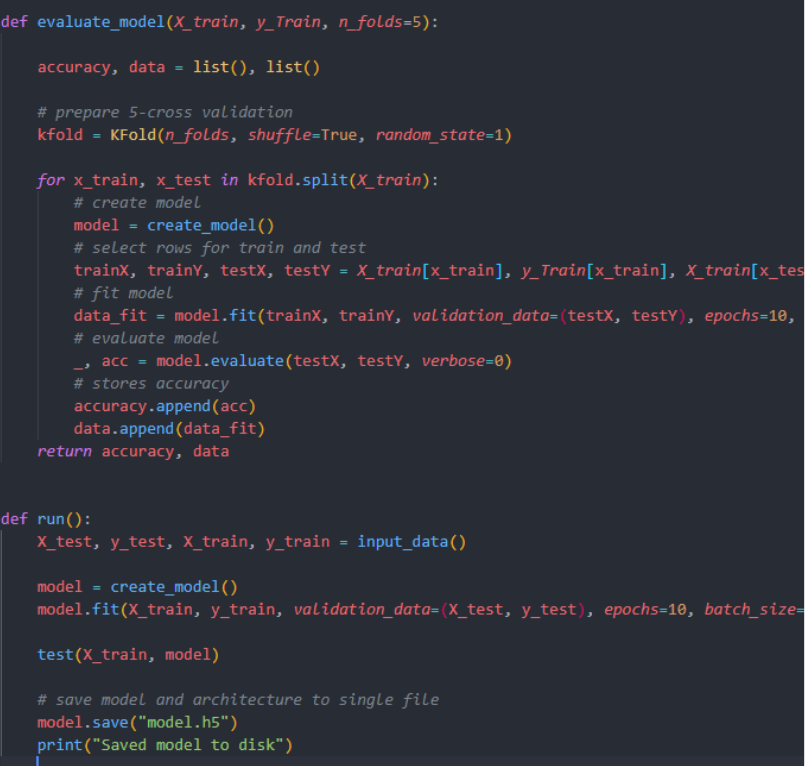 def evaluate_model(X_train, y_Train, n_folds=5):
accuracy, data = list(), list()
# prepare 5-cross validation
kfold = KFold(n_folds, shuffle=True, random_state=1)
for x_train, x_test in kfold.split(X_train):
# create model
model = create_model()
# select rows for train and test
trainX, trainY, testX, testY = X_train[x_train], y_Train[x_train], X_train[x_tes
# fit model
data_fit = model.fit(trainX, trainY, validation_data=(testX, testY), epochs=10,
# evaluate model
_, acc = model.evaluate(testX, testY, verbose=0)
# stores accuracy
accuracy.append(acc)
data.append(data_fit)
return accuracy, data
def run():
X_test, y_test, X_train, y_train = input_data()
model = create_model()
model.fit(X_train, y_train, validation_data=(X_test, y_test), epochs=10, batch_size=
test(X_train, model)
# save model and architecture to single file
model.save("model.h5")
print("Saved model to disk")